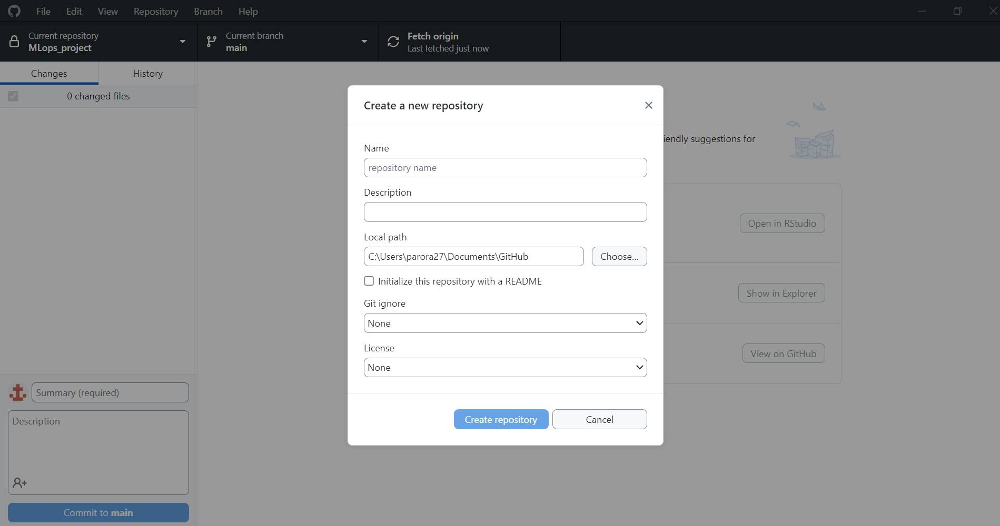 File Edit View Repository Branch Help
Current repository
MLops_project
Current branch
main
Fetch origin
Last fetched just now
Changes History
0 changed files
Create a new repository
Name
repository name
Description
Local path
C:\Users\parora27\Documents\GitHub
Choose...
Initialize this repository with a README
Git ignore
None
License
None
Create repository Cancel
iendly suggestions for
Open in RStudio
Show in Explorer
View on GitHub
Summary (required)
Description
Commit to main